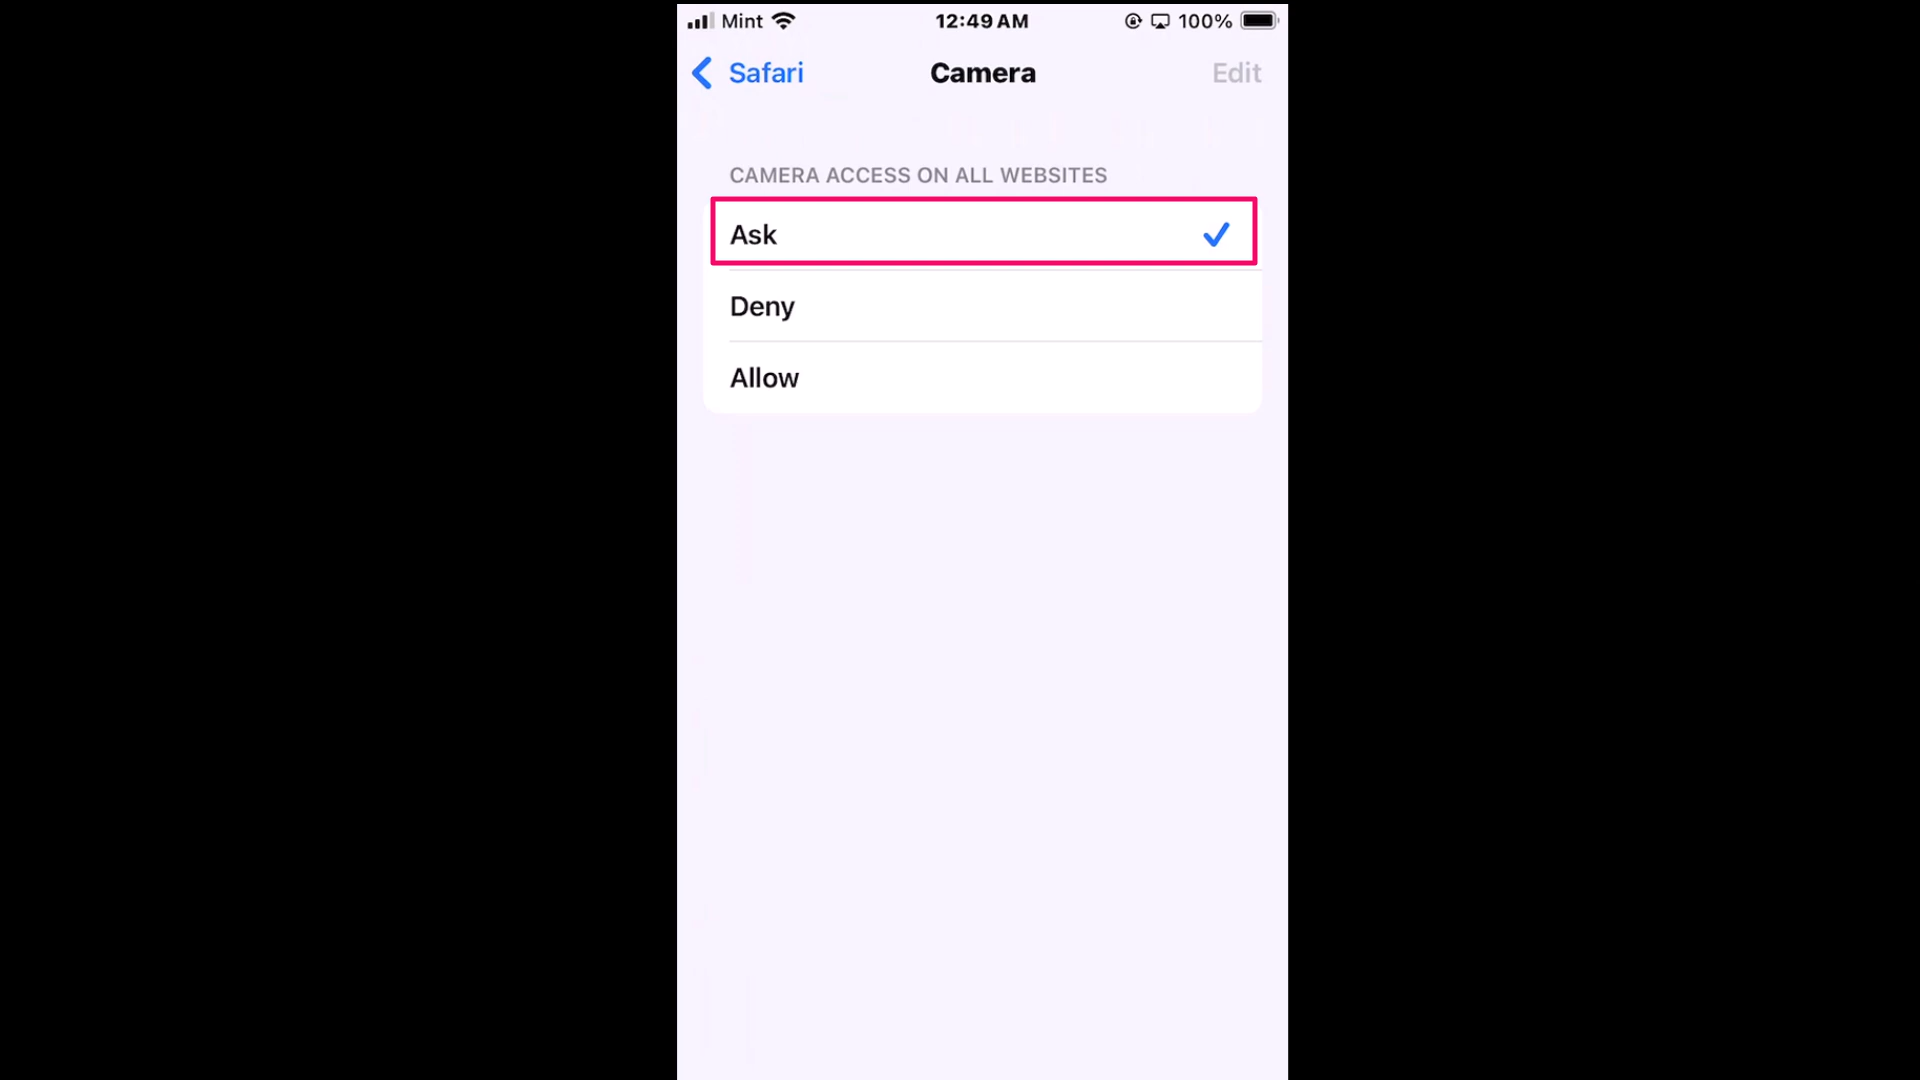 Mint 12:49 AM 100%
Safari Camera Edit
CAMERA ACCESS ON ALL WEBSITES
Ask
Deny
Allow